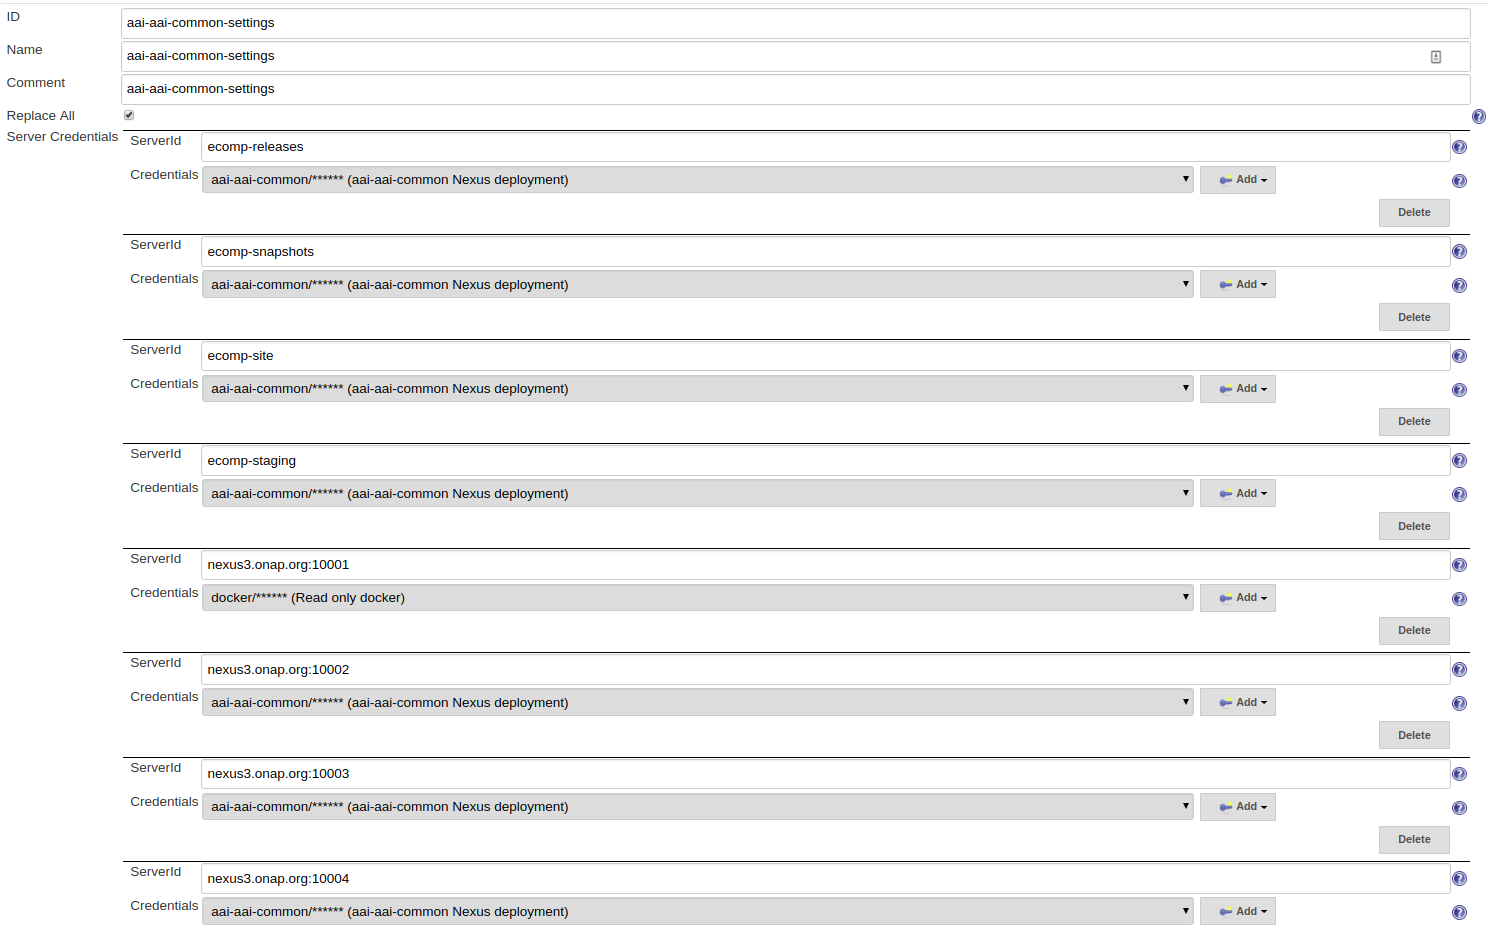 ID aai-aai-common-settings
Name aai-aai-common-settings
Comment aai-aai-common-settings
Replace All
Server Credentials ServerId ecomp-releases
Credentials aai-aai-common/****** (aai-aai-common Nexus deployment) Add
Delete
ServerId ecomp-snapshots
Credentials aai-aai-common/****** (aai-aai-common Nexus deployment) Add
Delete
ServerId ecomp-site
Credentials aai-aai-common/****** (aai-aai-common Nexus deployment) Add
Delete
ServerId ecomp-staging
Credentials aai-aai-common/****** (aai-aai-common Nexus deployment) Add
Delete
ServerId nexus3.onap.org:10001
Credentials docker/****** (Read only docker) Add
Delete
ServerId nexus3.onap.org:10002
Credentials aai-aai-common/****** (aai-aai-common Nexus deployment) Add
Delete
ServerId nexus3.onap.org:10003
Credentials aai-aai-common/****** (aai-aai-common Nexus deployment) Add
Delete
ServerId nexus3.onap.org:10004
Credentials aai-aai-common/****** (aai-aai-common Nexus deployment) Add